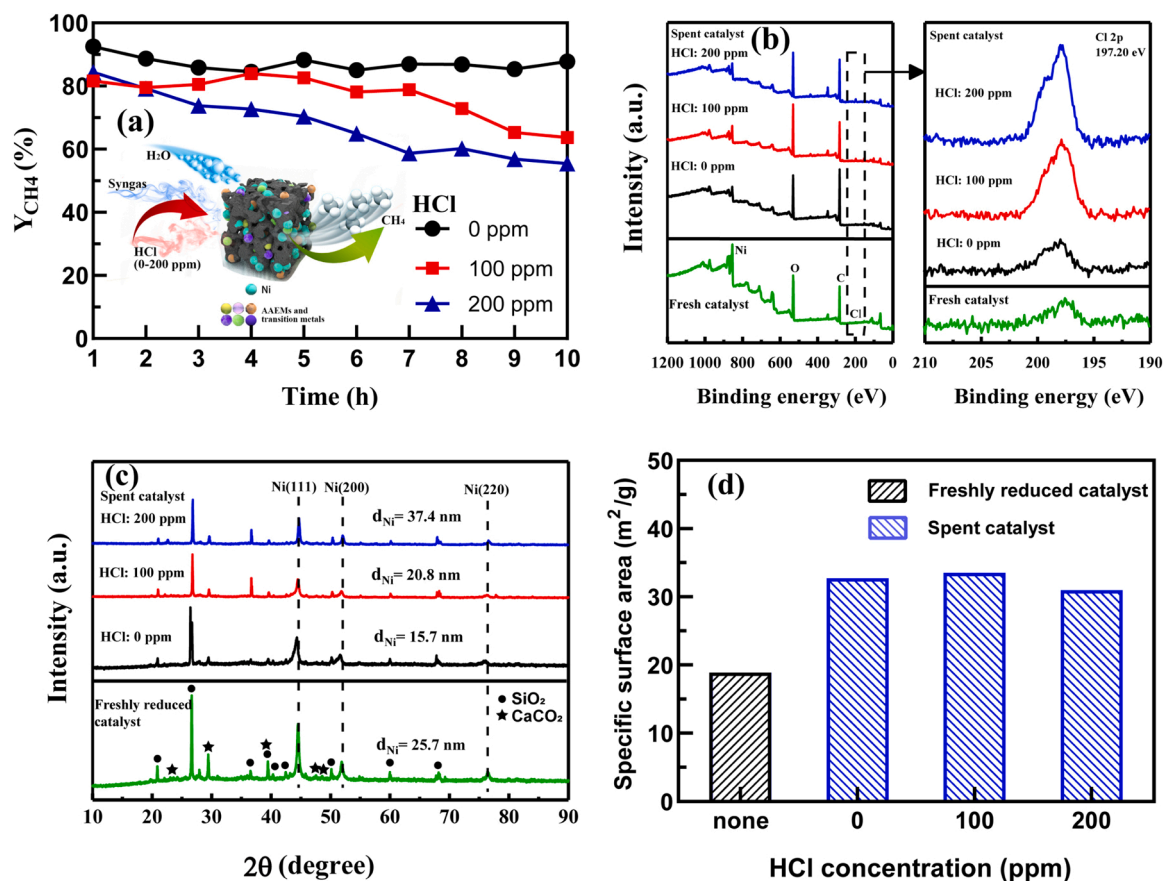 (a)
Y_CH4 (%)
100
80
60
40
20
0
H₂O
Syngas
HCl
(0-200 ppm)
CH₄
Ni
AAEMs and
transition metals
HCl
0 ppm
100 ppm
200 ppm
1 2 3 4 5 6 7 8 9 10
Time (h)
(b)
Intensity (a.u.)
Spent catalyst
HCl: 200 ppm
HCl: 100 ppm
HCl: 0 ppm
Ni
O
C
Cl
Fresh catalyst
1200 1000 800 600 400 200 0
Binding energy (eV)
Spent catalyst
Cl 2p
197.20 eV
HCl: 200 ppm
HCl: 100 ppm
HCl: 0 ppm
Fresh catalyst
210 205 200 195 190
Binding energy (eV)
(c)
Intensity (a.u.)
Ni(111) Ni(200) Ni(220)
Spent catalyst
HCl: 200 ppm
d_Ni= 37.4 nm
HCl: 100 ppm
d_Ni= 20.8 nm
HCl: 0 ppm
d_Ni= 15.7 nm
Freshly reduced
catalyst
SiO₂
CaCO₂
d_Ni= 25.7 nm
10 20 30 40 50 60 70 80 90
2θ (degree)
(d)
Specific surface area (m²/g)
50
40
30
20
10
0
Freshly reduced catalyst
Spent catalyst
none 0 100 200
HCl concentration (ppm)